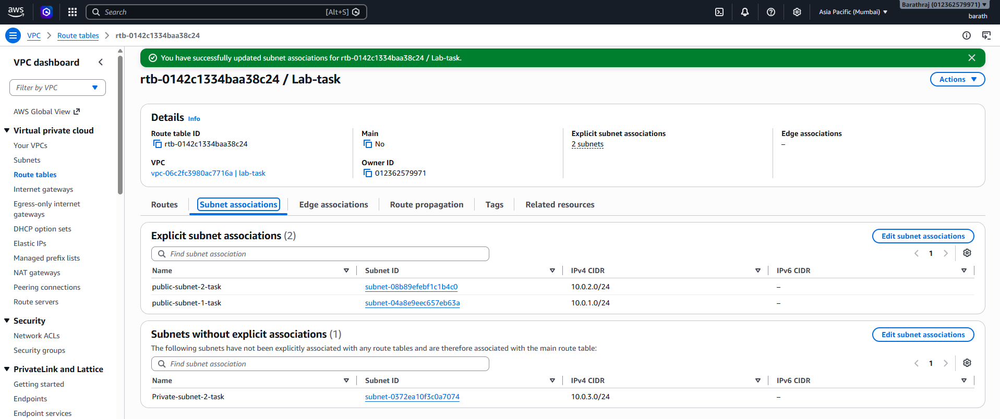 aws
Search [Alt+S]
Asia Pacific (Mumbai)
Barathraj (012362579971)
barath
VPC
Route tables
rtb-0142c1334baa38c24
VPC dashboard
Filter by VPC
AWS Global View
Virtual private cloud
Your VPCs
Subnets
Route tables
Internet gateways
Egress-only internet
gateways
DHCP option sets
Elastic IPs
Managed prefix lists
NAT gateways
Peering connections
Route servers
Security
Network ACLs
Security groups
PrivateLink and Lattice
Getting started
Endpoints
Endpoint services
You have successfully updated subnet associations for rtb-0142c1334baa38c24 / Lab-task.
rtb-0142c1334baa38c24 / Lab-task
Actions
Details Info
Route table ID
rtb-0142c1334baa38c24
Main
No
Explicit subnet associations
2 subnets
Edge associations
–
VPC
vpc-06c2fc3980ac7716a | lab-task
Owner ID
012362579971
Routes Subnet associations Edge associations Route propagation Tags Related resources
Explicit subnet associations (2)
Edit subnet associations
Find subnet association
1
Name Subnet ID IPv4 CIDR IPv6 CIDR
public-subnet-2-task subnet-08b89efebf1c1b4c0 10.0.2.0/24 –
public-subnet-1-task subnet-04a8e9eec657eb63a 10.0.1.0/24 –
Subnets without explicit associations (1)
Edit subnet associations
The following subnets have not been explicitly associated with any route tables and are therefore associated with the main route table:
Find subnet association
1
Name Subnet ID IPv4 CIDR IPv6 CIDR
Private-subnet-2-task subnet-0372ea10f3c0a7074 10.0.3.0/24 –